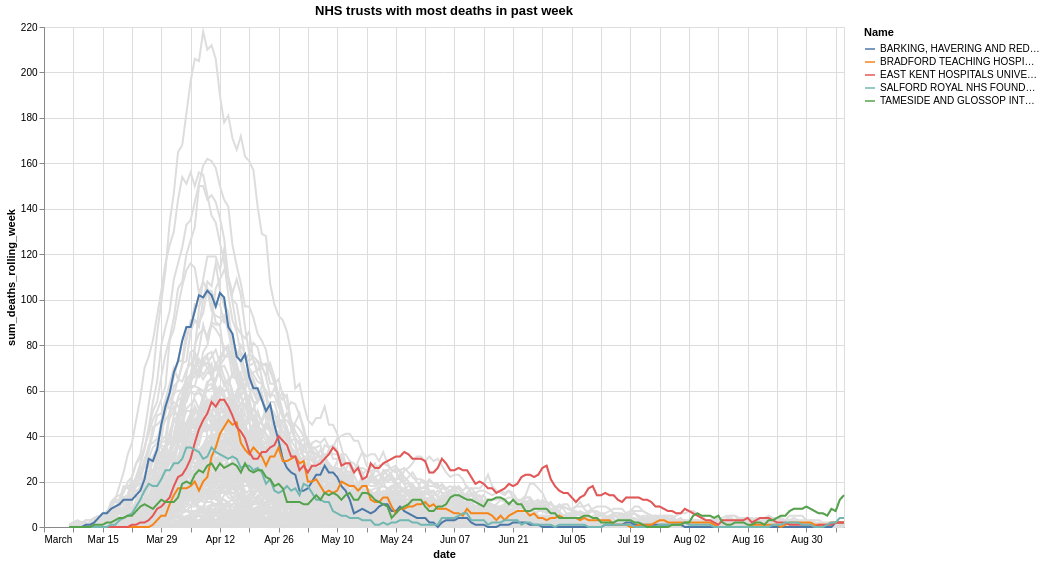 NHS trusts with most deaths in past week
220
200
180
160
140
120
100
80
60
40
20
0
sum_deaths_rolling_week
March Mar 15 Mar 29 Apr 12 Apr 26 May 10 May 24 Jun 07 Jun 21 Jul 05 Jul 19 Aug 02 Aug 16 Aug 30
date
Name
BARKING, HAVERING AND RED…
BRADFORD TEACHING HOSPI…
EAST KENT HOSPITALS UNIVE…
SALFORD ROYAL NHS FOUND…
TAMESIDE AND GLOSSOP INT…